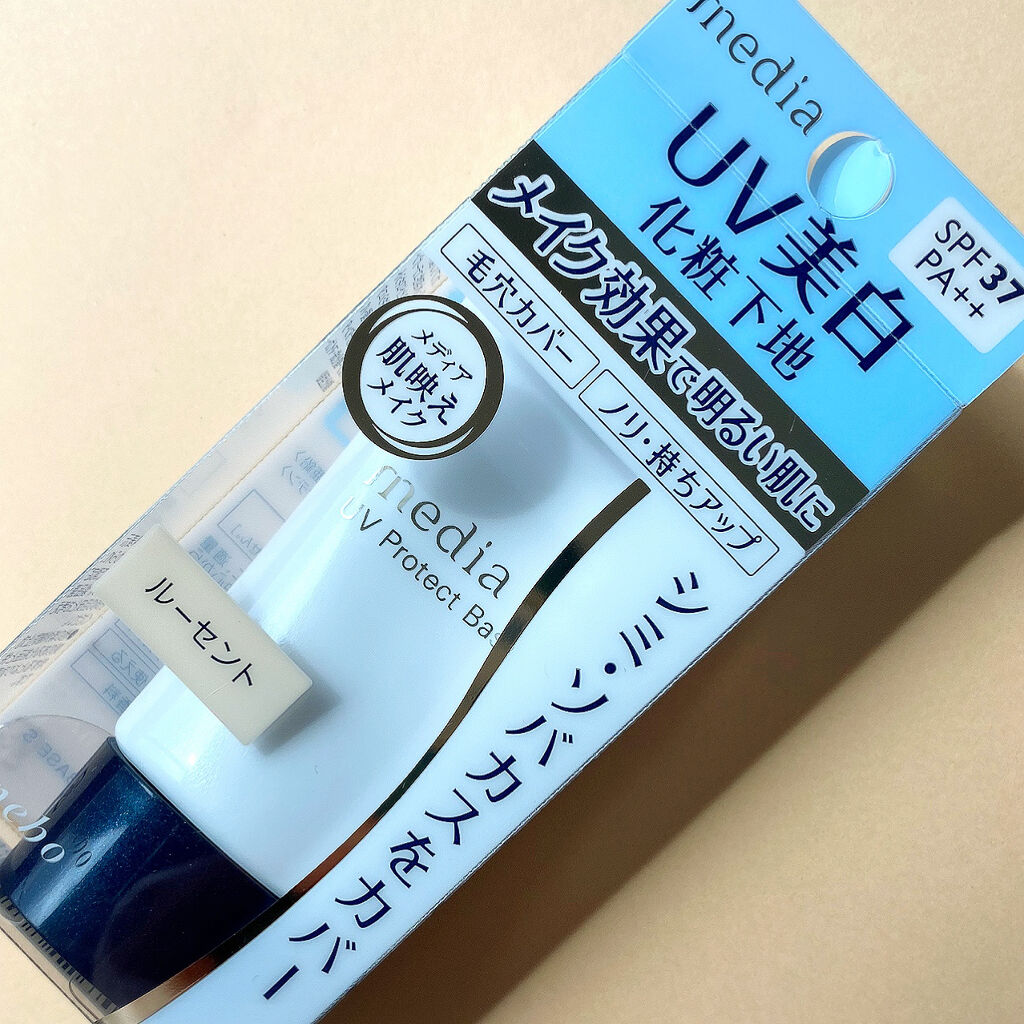 media
UV美白
化粧下地
SPF37
PA++
メイク効果で明るい肌に
毛穴カバー
ノリ・持ちアップ
メディア
肌映え
メイク
media
UV Protect Bas
ルーセント
シミ・ソバカスをカバー
nebo